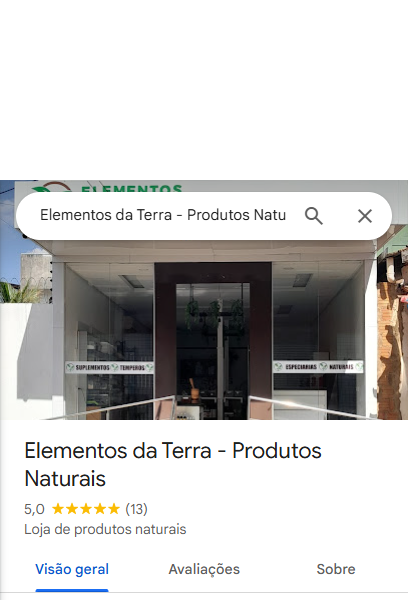 ELEMENTOS
Elementos da Terra - Produtos Natu
SUPLEMENTOS TEMPEROS ESPECIARIAS NATURAIS
Elementos da Terra - Produtos
Naturais
5,0 (13)
Loja de produtos naturais
Visão geral Avaliações Sobre